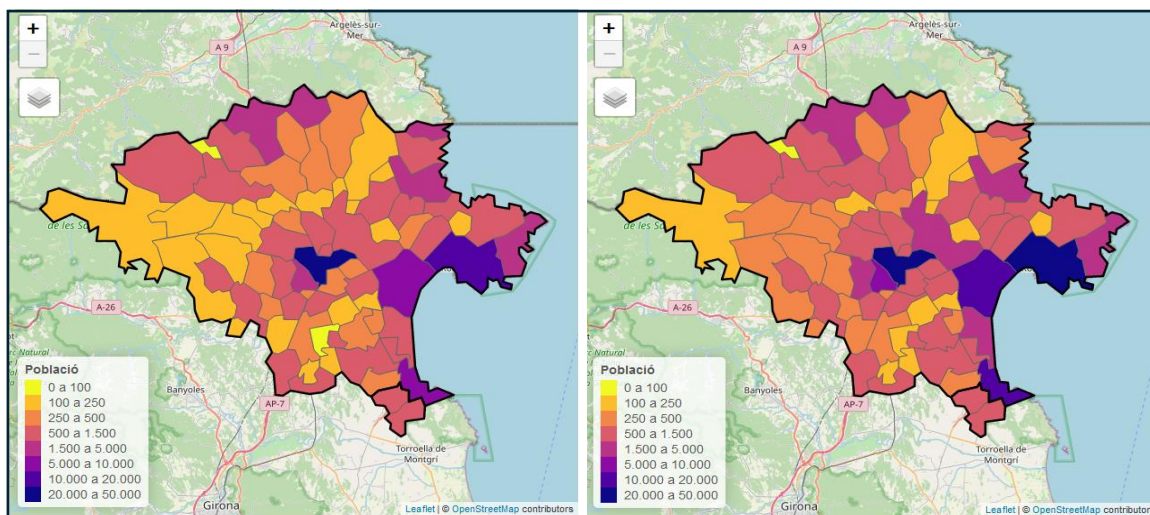 +
−
Argelès-sur-
Mer
A 9
de les Sa
A-26
Banyoles
AP-7
Torroella de
Montgrí
Girona
Població
0 a 100
100 a 250
250 a 500
500 a 1.500
1.500 a 5.000
5.000 a 10.000
10.000 a 20.000
20.000 a 50.000
Leaflet | © OpenStreetMap contributors
+
−
Argelès-sur-
Mer
A 9
de les Sa
A-26
Banyoles
AP-7
Torroella de
Montgrí
Girona
Població
0 a 100
100 a 250
250 a 500
500 a 1.500
1.500 a 5.000
5.000 a 10.000
10.000 a 20.000
20.000 a 50.000
Leaflet | © OpenStreetMap contributors